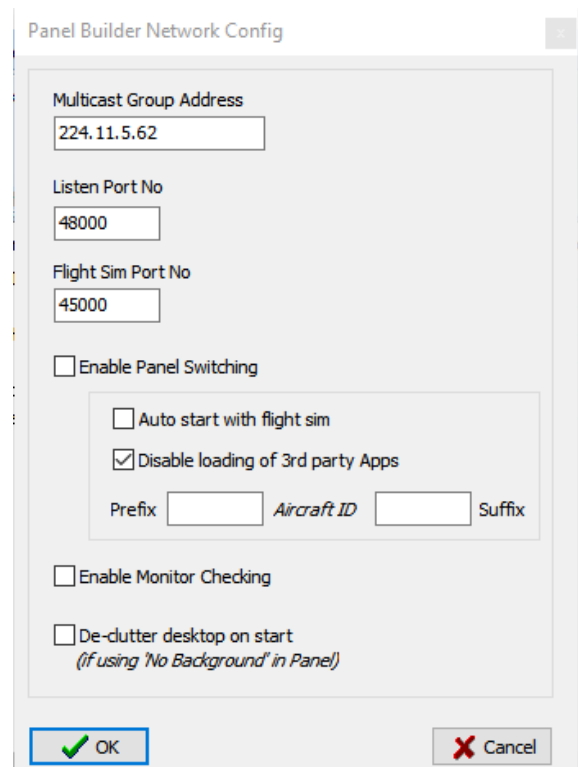 Panel Builder Network Config
x
Multicast Group Address
224.11.5.62
Listen Port No
48000
Flight Sim Port No
45000
Enable Panel Switching
Auto start with flight sim
Disable loading of 3rd party Apps
Prefix Aircraft ID Suffix
Enable Monitor Checking
De-clutter desktop on start
(if using 'No Background' in Panel)
OK Cancel